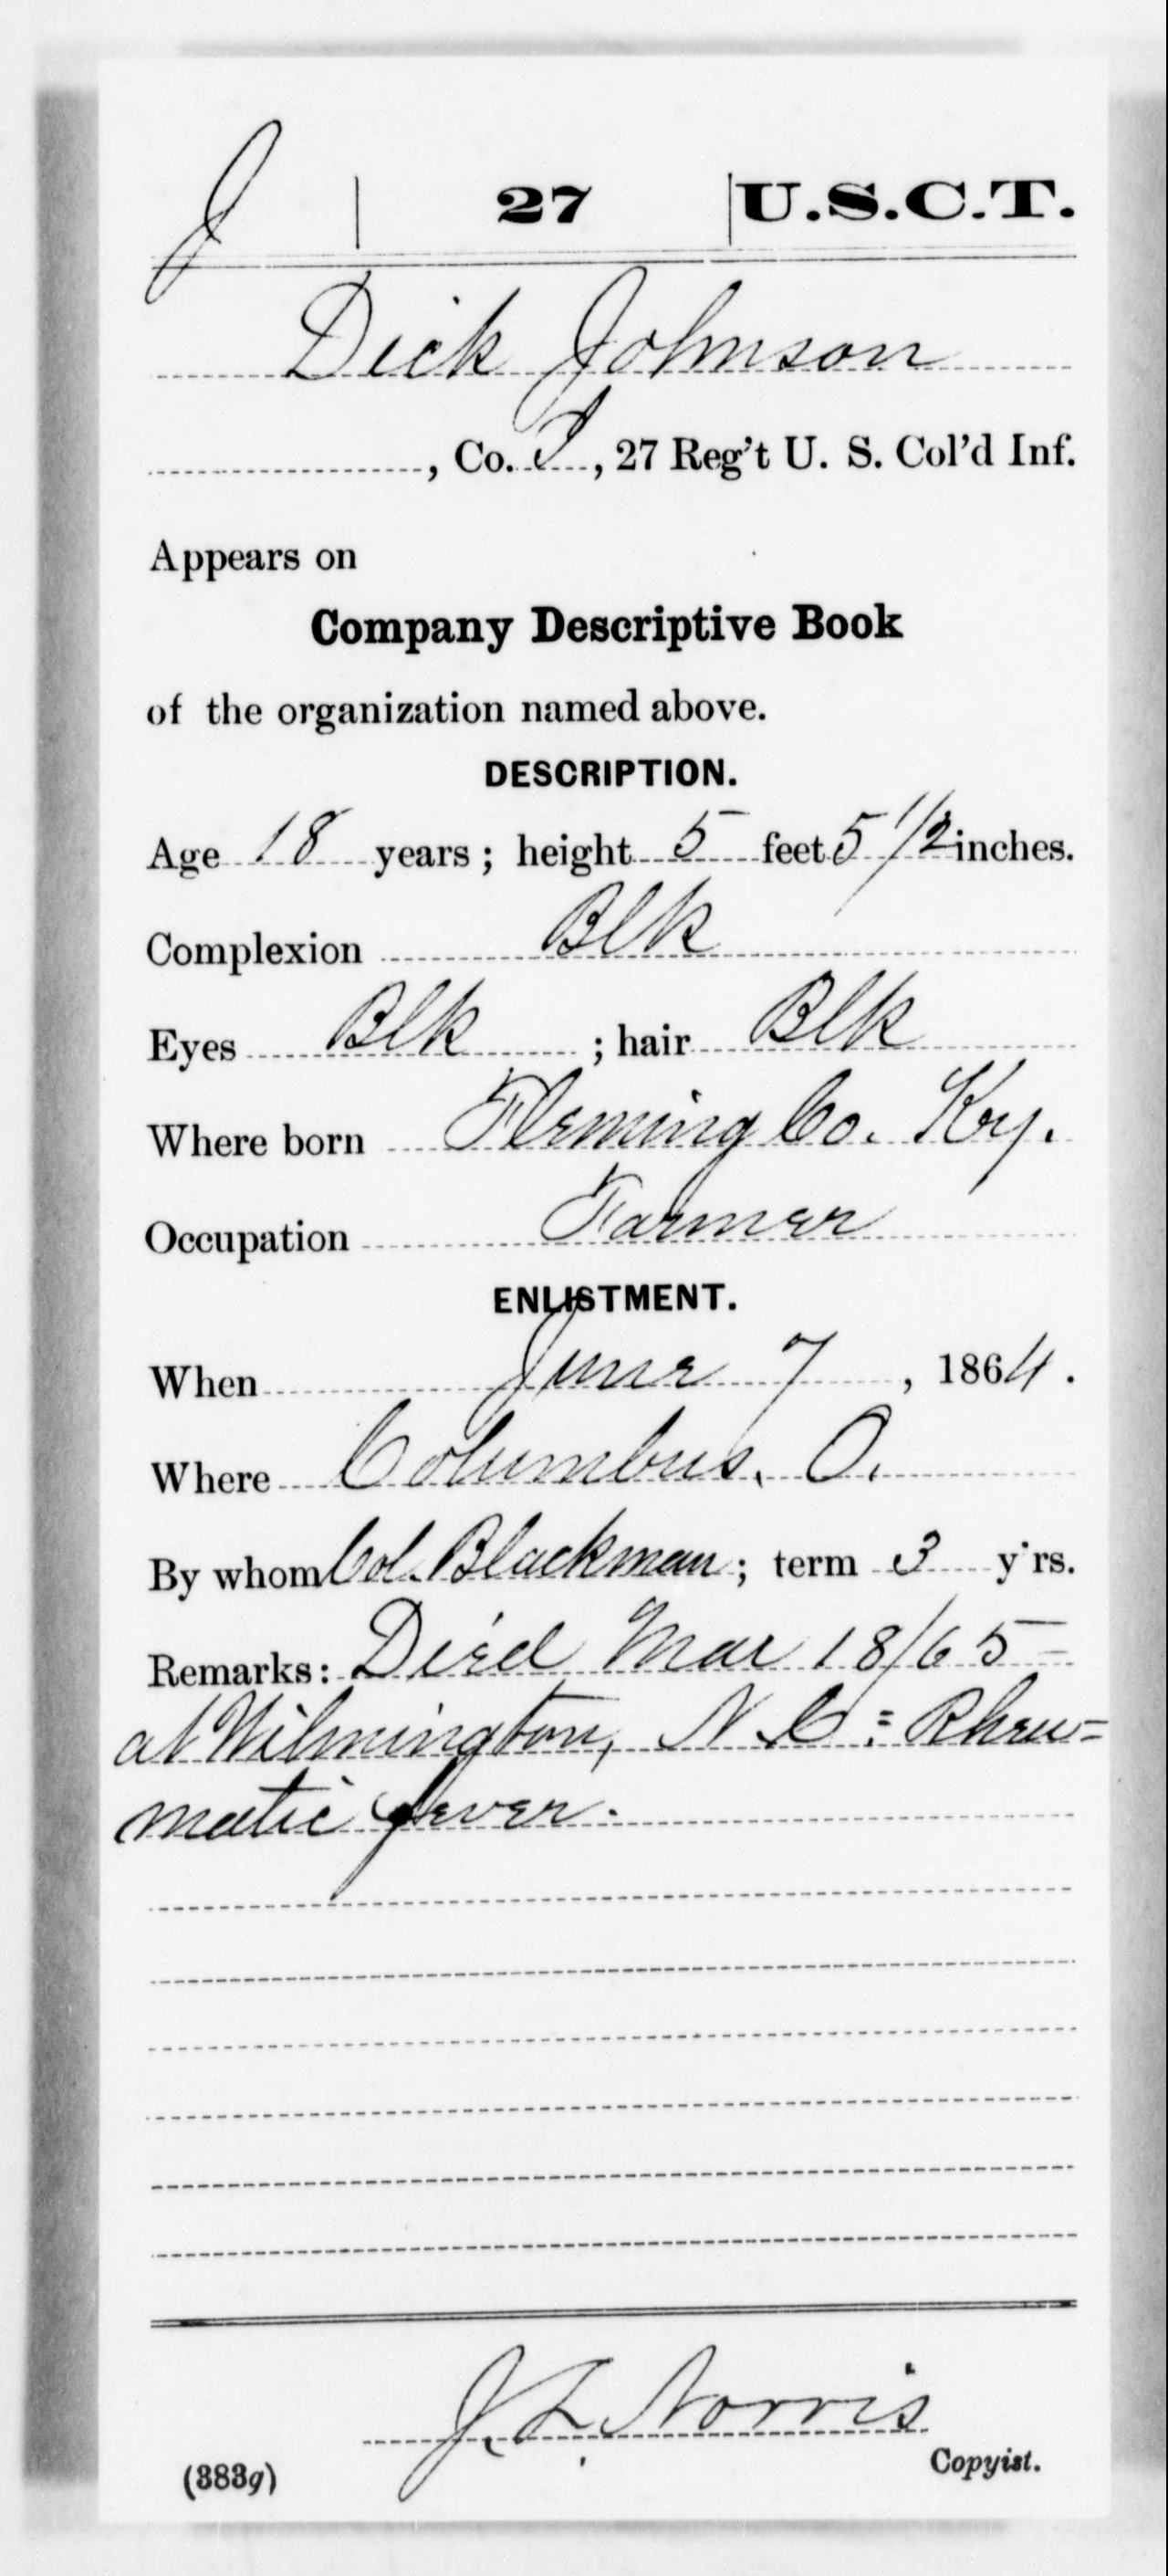 J | 27 | U.S.C.T.
Dick Johnson
, Co. I, 27 Reg't U. S. Col'd Inf.
Appears on
Company Descriptive Book
of the organization named above.
DESCRIPTION.
Age 18 years; height 5 feet 5 1/2 inches.
Complexion Blk
Eyes Blk ; hair Blk
Where born Fleming Co. Ky.
Occupation Farmer
ENLISTMENT.
When June 7, 1864.
Where Columbus, O.
By whom Col. Blackman; term 3 y'rs.
Remarks: Died Mar 18/65
at Wilmington, N.C: Rheu=
matic fever.
J. L. Norris
Copyist.
(383g)